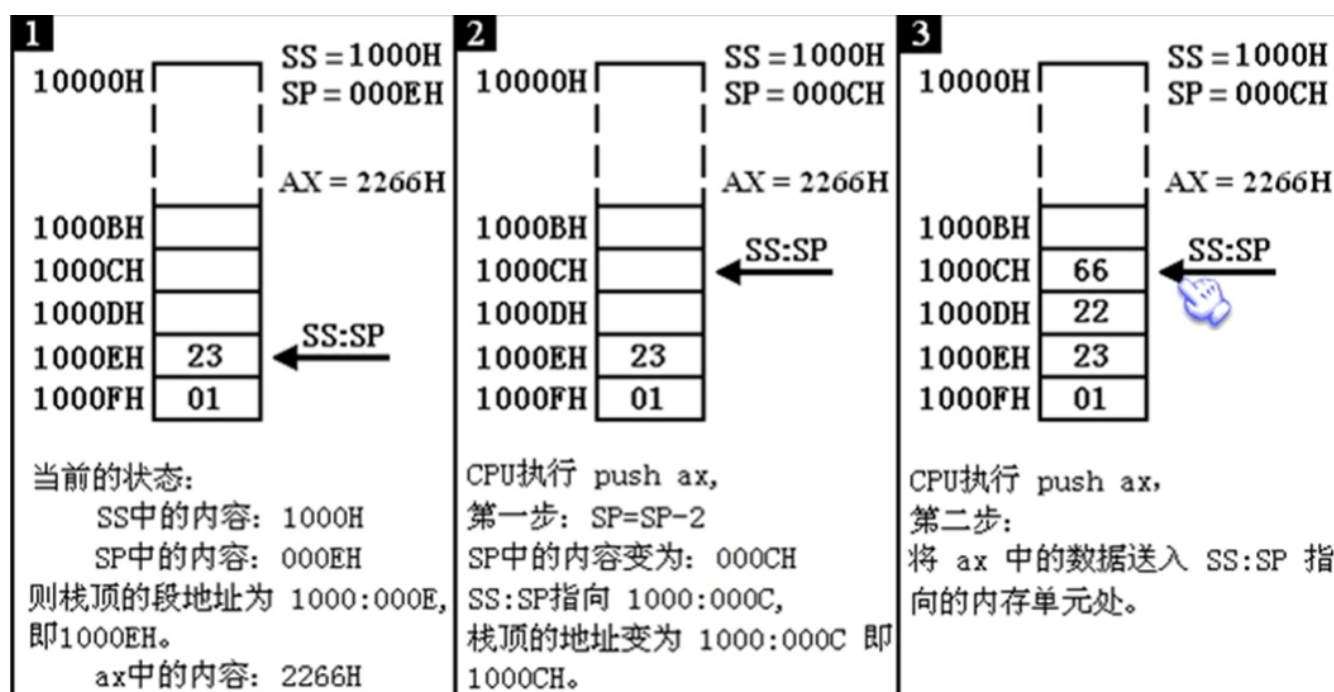 1
SS = 1000H
SP = 000EH
10000H
AX = 2266H
1000BH
1000CH
1000DH
SS:SP
1000EH 23
1000FH 01
当前的状态:
SS中的内容: 1000H
SP中的内容: 000EH
则栈顶的段地址为 1000:000E,
即1000EH。
ax中的内容: 2266H
2
SS = 1000H
SP = 000CH
10000H
AX = 2266H
1000BH
SS:SP
1000CH
1000DH
1000EH 23
1000FH 01
CPU执行 push ax,
第一步: SP=SP-2
SP中的内容变为: 000CH
SS:SP指向 1000:000C,
栈顶的地址变为 1000:000C 即
1000CH。
3
SS = 1000H
SP = 000CH
10000H
AX = 2266H
1000BH
SS:SP
1000CH 66
1000DH 22
1000EH 23
1000FH 01
CPU执行 push ax,
第二步:
将 ax 中的数据送入 SS:SP 指
向的内存单元处。